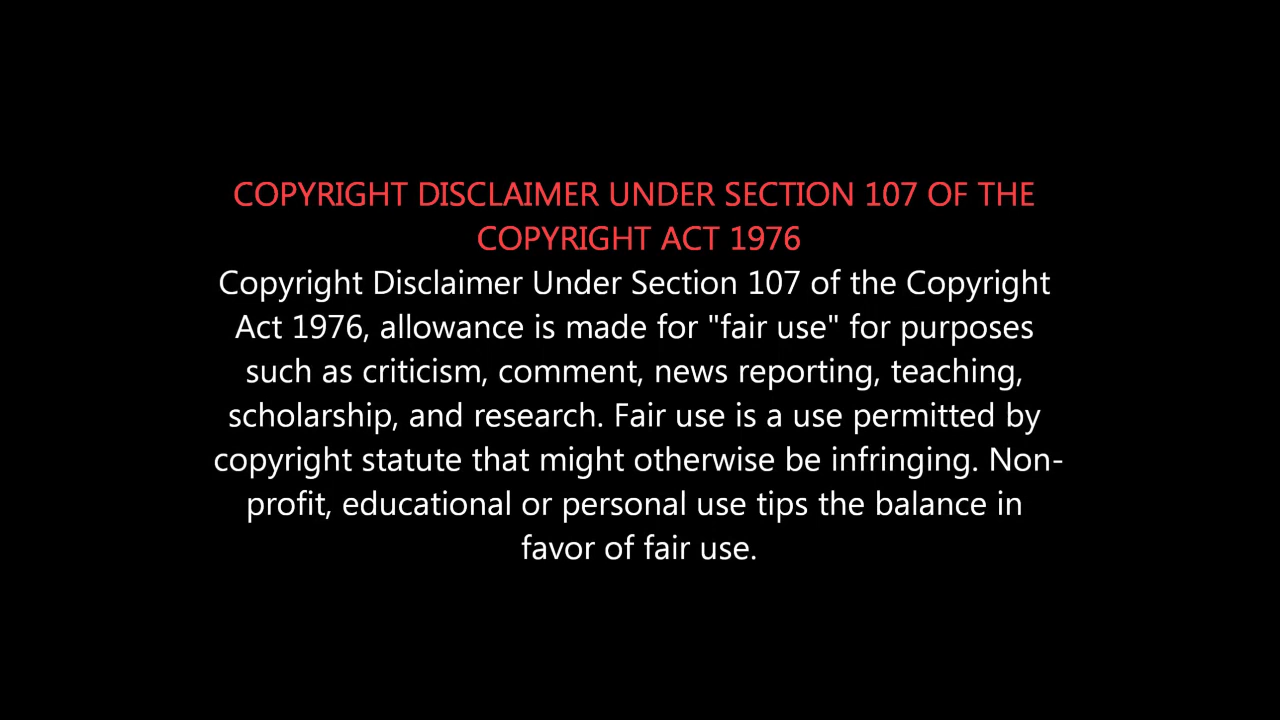 COPYRIGHT DISCLAIMER UNDER SECTION 107 OF THE
COPYRIGHT ACT 1976
Copyright Disclaimer Under Section 107 of the Copyright
Act 1976, allowance is made for "fair use" for purposes
such as criticism, comment, news reporting, teaching,
scholarship, and research. Fair use is a use permitted by
copyright statute that might otherwise be infringing. Non-
profit, educational or personal use tips the balance in
favor of fair use.